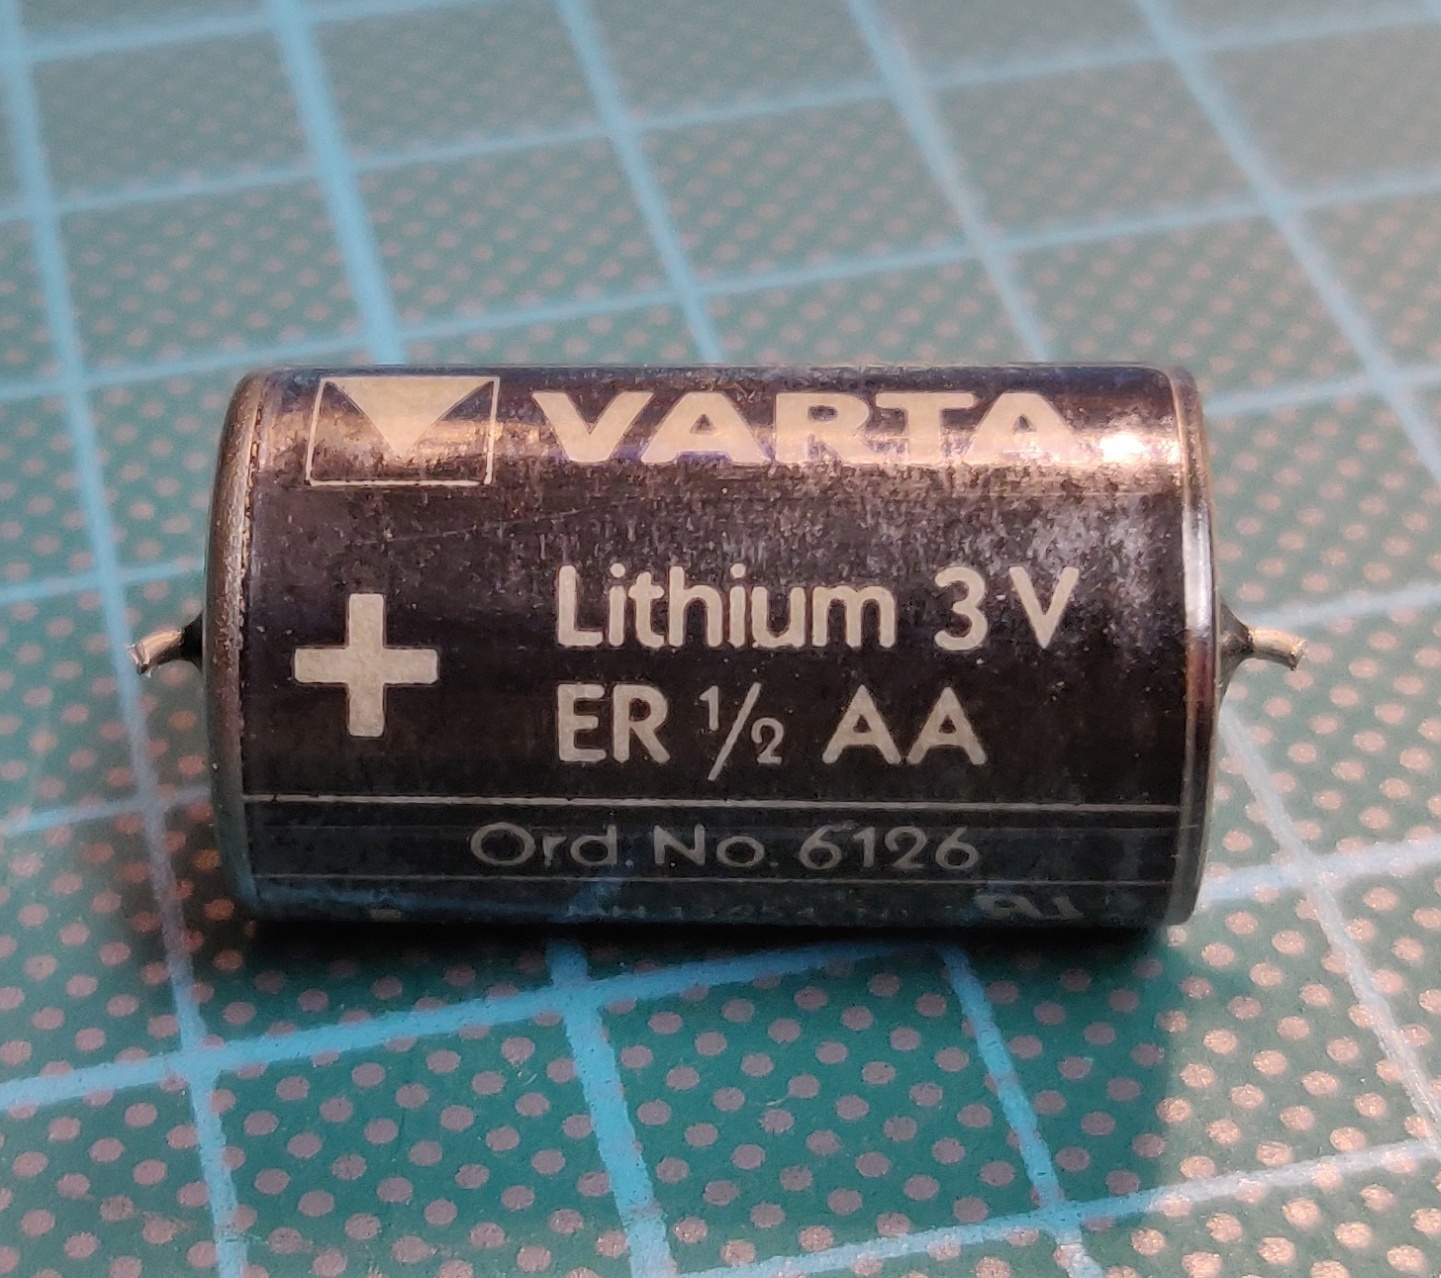 VARTA
+
Lithium 3 V
ER ½ AA
Ord No. 6126